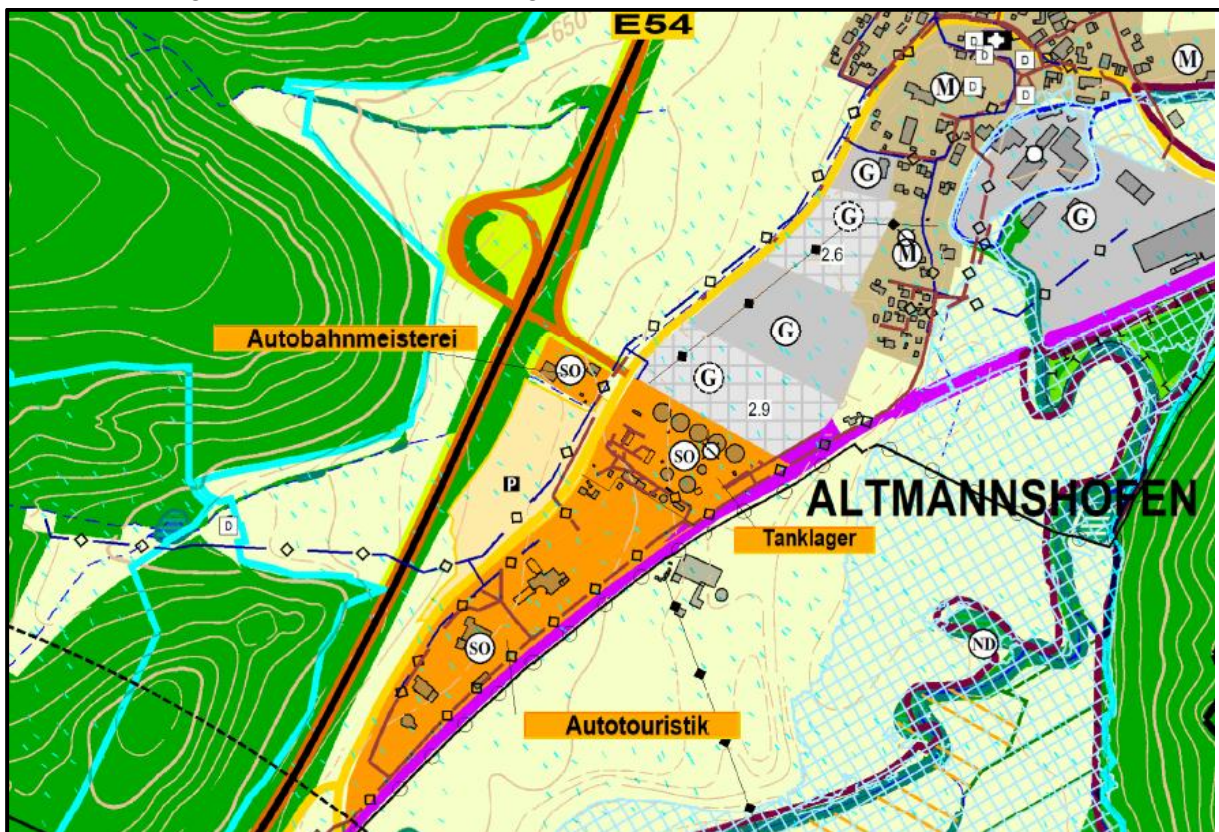 E54
650
D
D
D
D
M
M
G
G
G
M
2.6
G
G
2.9
Autobahnmeisterei
SO
SO
P
ALTMANNSHOFEN
D
Tanklager
SO
ND
Autotouristik